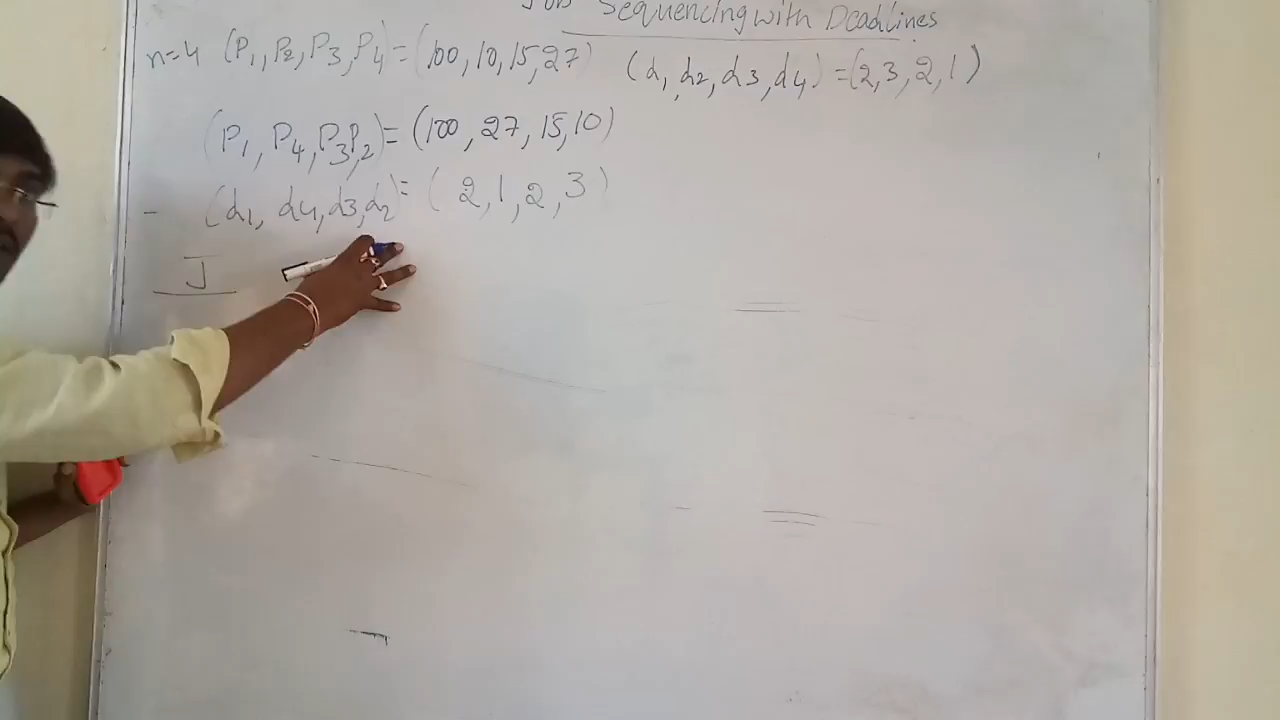 Job Sequencing with Deadlines
n=4 (P1, P2, P3, P4) = (100, 10, 15, 27) (d1, d2, d3, d4) = (2, 3, 2, 1)
(P1, P4, P3, P2) = (100, 27, 15, 10)
- (d1, d4, d3, d2) = (2, 1, 2, 3)
J